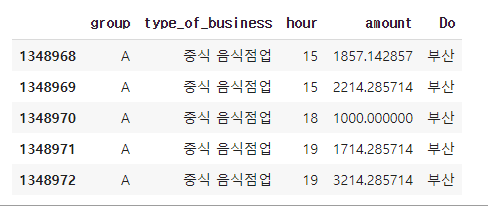 group type_of_business hour amount Do
1348968 A 중식 음식점업 15 1857.142857 부산
1348969 A 중식 음식점업 15 2214.285714 부산
1348970 A 중식 음식점업 18 1000.000000 부산
1348971 A 중식 음식점업 19 1714.285714 부산
1348972 A 중식 음식점업 19 3214.285714 부산